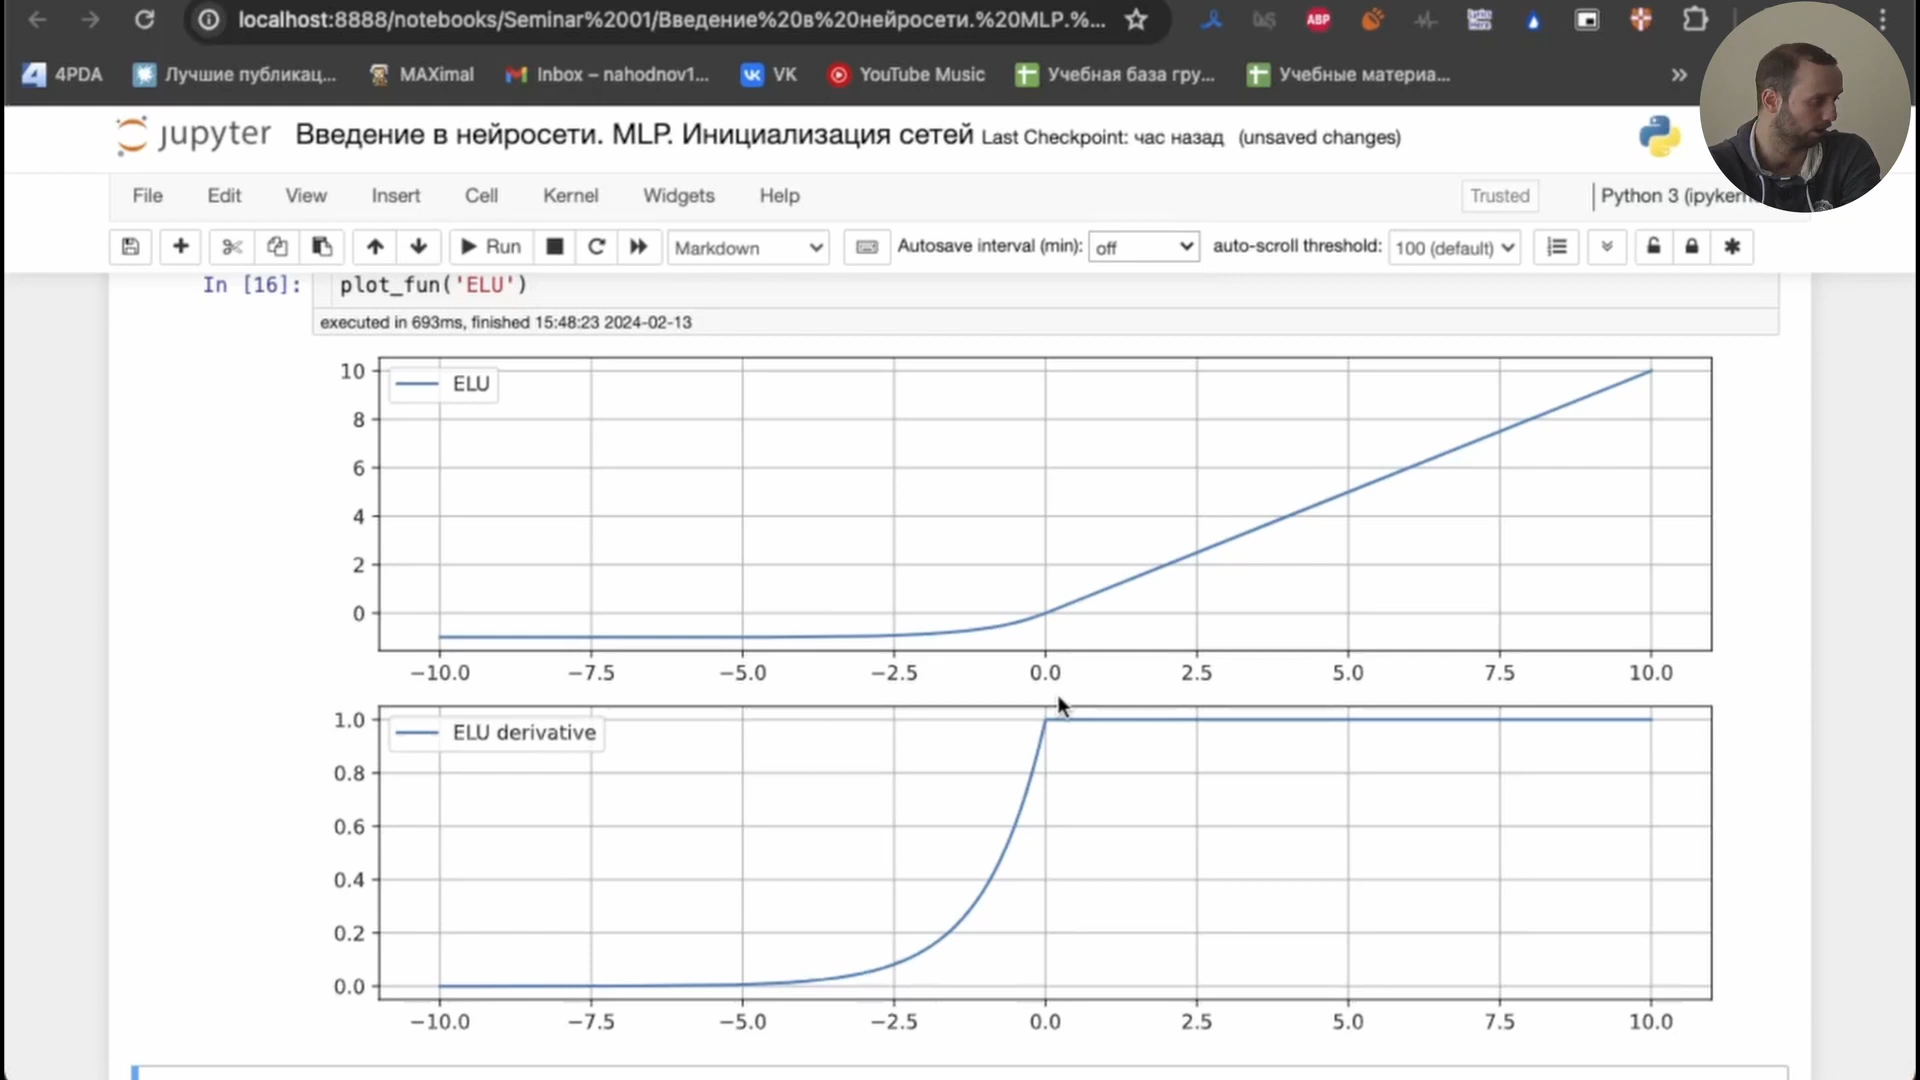 localhost:8888/notebooks/Seminar%2001/Введение%20в%20нейросети.%20MLP.%...
ABP
4PDA
Лучшие публикац...
MAXimal
Inbox – nahodnov1...
VK
YouTube Music
Учебная база гру...
Учебные материа...
»
jupyter
Введение в нейросети. MLP. Инициализация сетей Last Checkpoint: час назад (unsaved changes)
File Edit View Insert Cell Kernel Widgets Help
Trusted
Python 3 (ipykern
Run
Markdown
Autosave interval (min): off
auto-scroll threshold: 100 (default)
In [16]: plot_fun('ELU')
executed in 693ms, finished 15:48:23 2024-02-13
ELU
10
8
6
4
2
0
−10.0 −7.5 −5.0 −2.5 0.0 2.5 5.0 7.5 10.0
ELU derivative
1.0
0.8
0.6
0.4
0.2
0.0
−10.0 −7.5 −5.0 −2.5 0.0 2.5 5.0 7.5 10.0